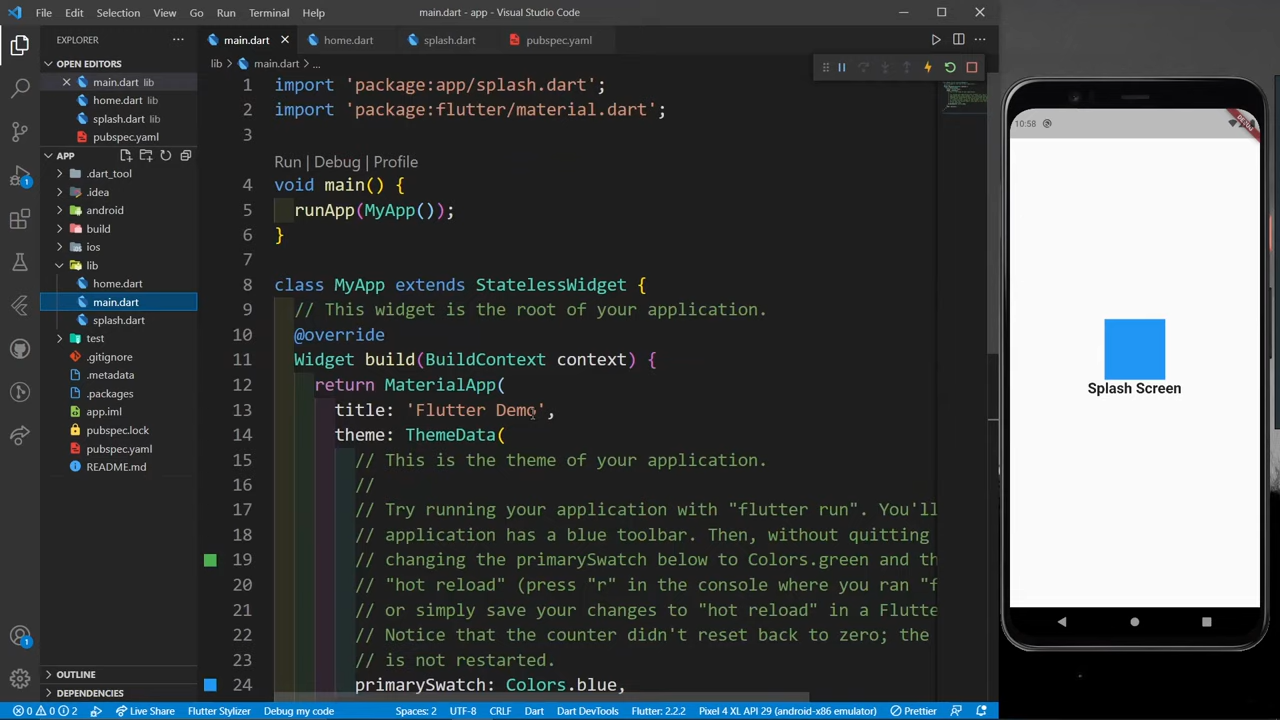 File Edit Selection View Go Run Terminal Help main.dart - app - Visual Studio Code
EXPLORER
OPEN EDITORS
main.dart lib
home.dart lib
splash.dart lib
pubspec.yaml
APP
.dart_tool
.idea
android
build
ios
lib
home.dart
main.dart
splash.dart
test
.gitignore
.metadata
.packages
app.iml
pubspec.lock
pubspec.yaml
README.md
OUTLINE
DEPENDENCIES
1
1
main.dart home.dart splash.dart pubspec.yaml
lib main.dart ...
1 import 'package:app/splash.dart';
2 import 'package:flutter/material.dart';
3
Run | Debug | Profile
4 void main() {
5 runApp(MyApp());
6 }
7
8 class MyApp extends StatelessWidget {
9 // This widget is the root of your application.
10 @override
11 Widget build(BuildContext context) {
12 return MaterialApp(
13 title: 'Flutter Demo',
14 theme: ThemeData(
15 // This is the theme of your application.
16 //
17 // Try running your application with "flutter run". You'll
18 // application has a blue toolbar. Then, without quitting
19 // changing the primarySwatch below to Colors.green and th
20 // "hot reload" (press "r" in the console where you ran "f
21 // or simply save your changes to "hot reload" in a Flutte
22 // Notice that the counter didn't reset back to zero; the
23 // is not restarted.
24 primarySwatch: Colors.blue,
0 0 2 Live Share Flutter Stylizer Debug my code Spaces: 2 UTF-8 CRLF Dart Dart DevTools Flutter: 2.2.2 Pixel 4 XL API 29 (android-x86 emulator) Prettier
10:58
DEBUG
Splash Screen